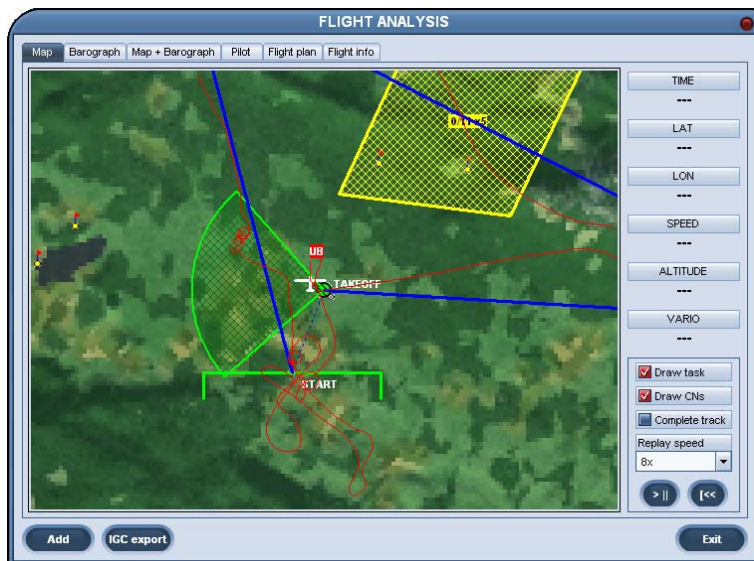 FLIGHT ANALYSIS
Map
Barograph
Map + Barograph
Pilot
Flight plan
Flight info
UB
TAKEOFF
START
TIME
---
LAT
---
LON
---
SPEED
---
ALTITUDE
---
VARIO
---
Draw task
Draw CNs
Complete track
Replay speed
8x
> ||
[<<
Add
IGC export
Exit